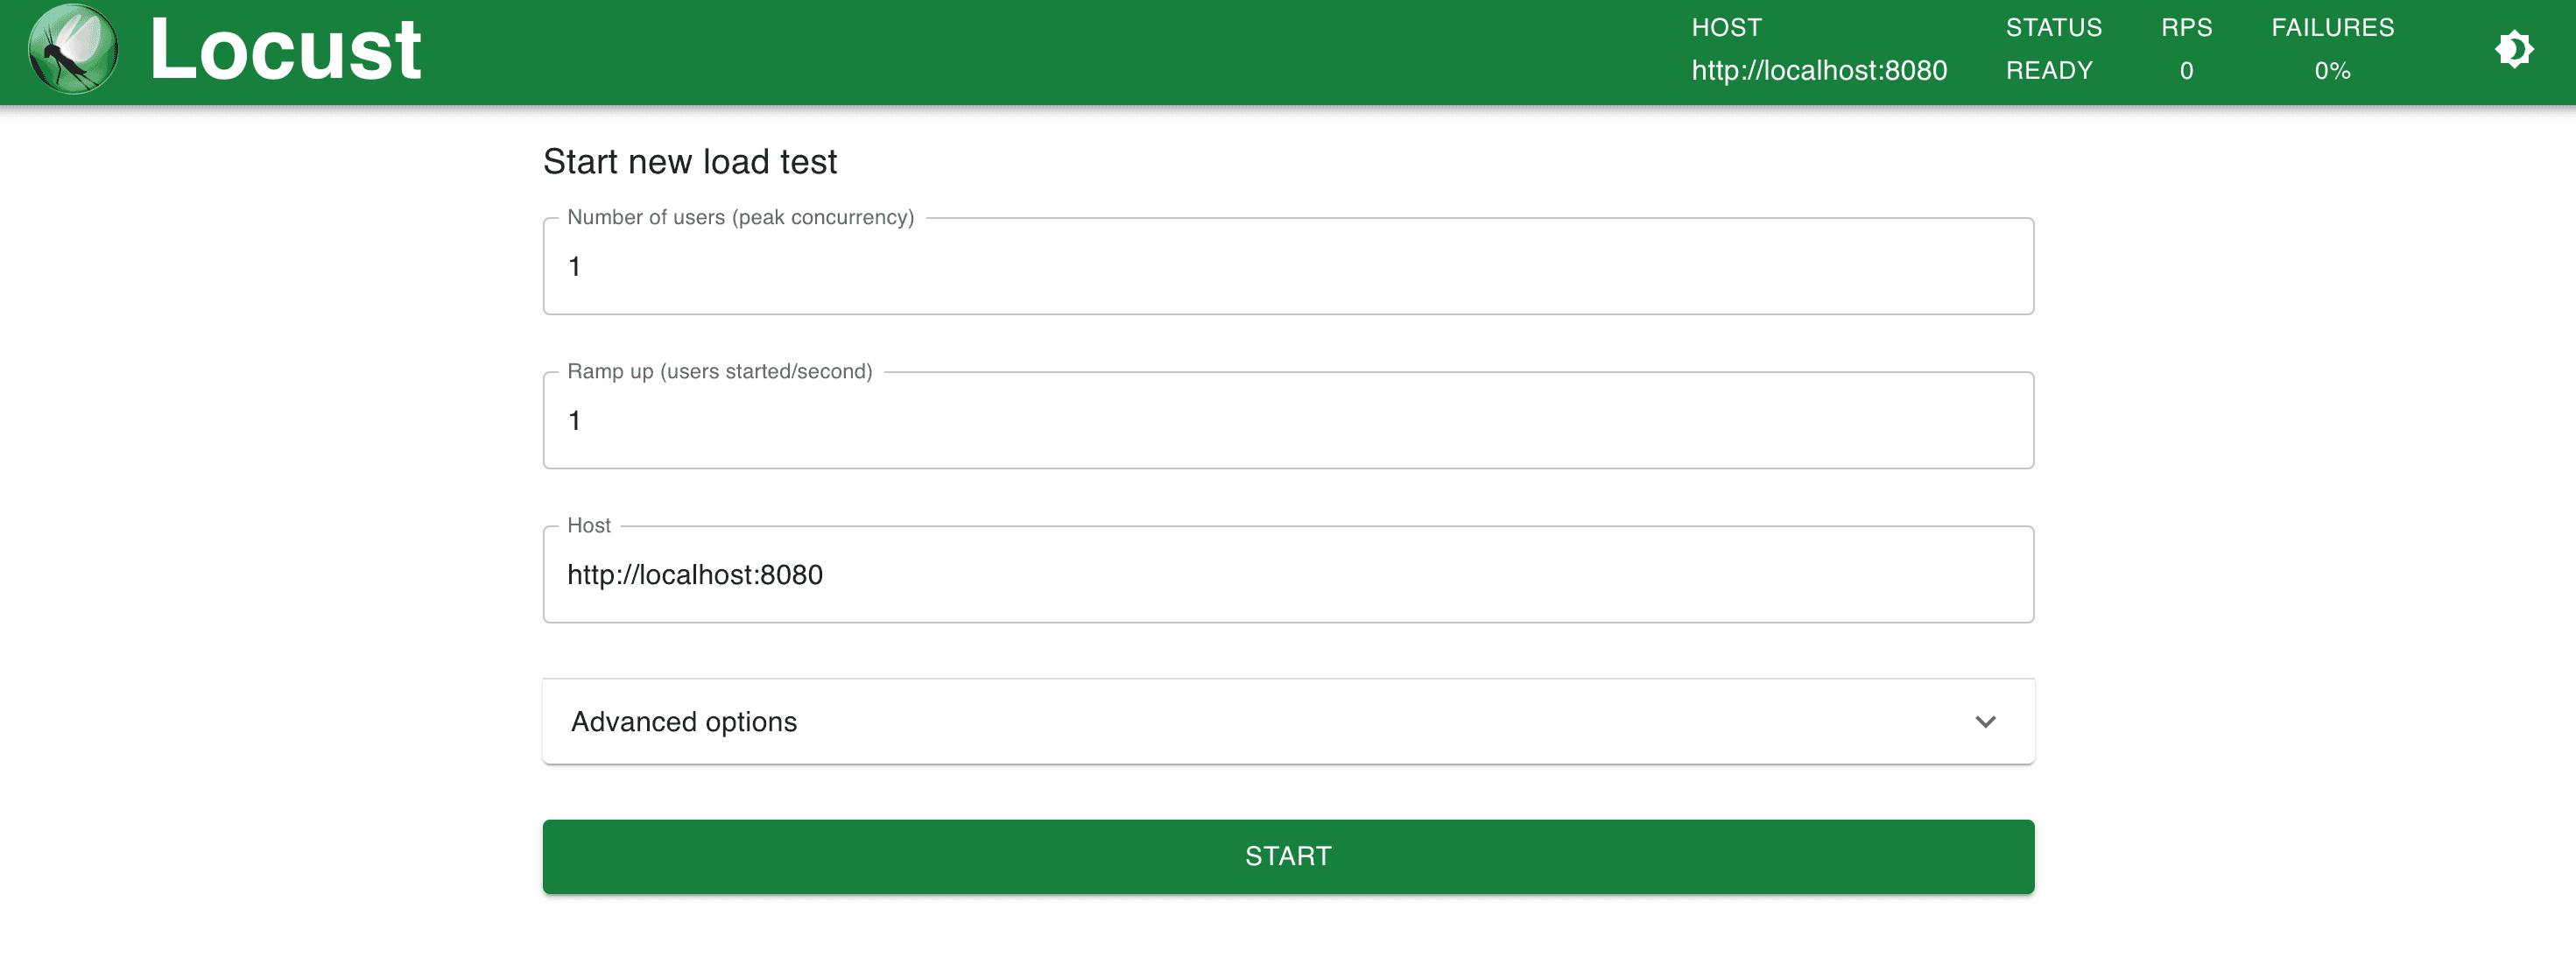 Locust
HOST
http://localhost:8080
STATUS
READY
RPS
0
FAILURES
0%
Start new load test
Number of users (peak concurrency)
1
Ramp up (users started/second)
1
Host
http://localhost:8080
Advanced options
START